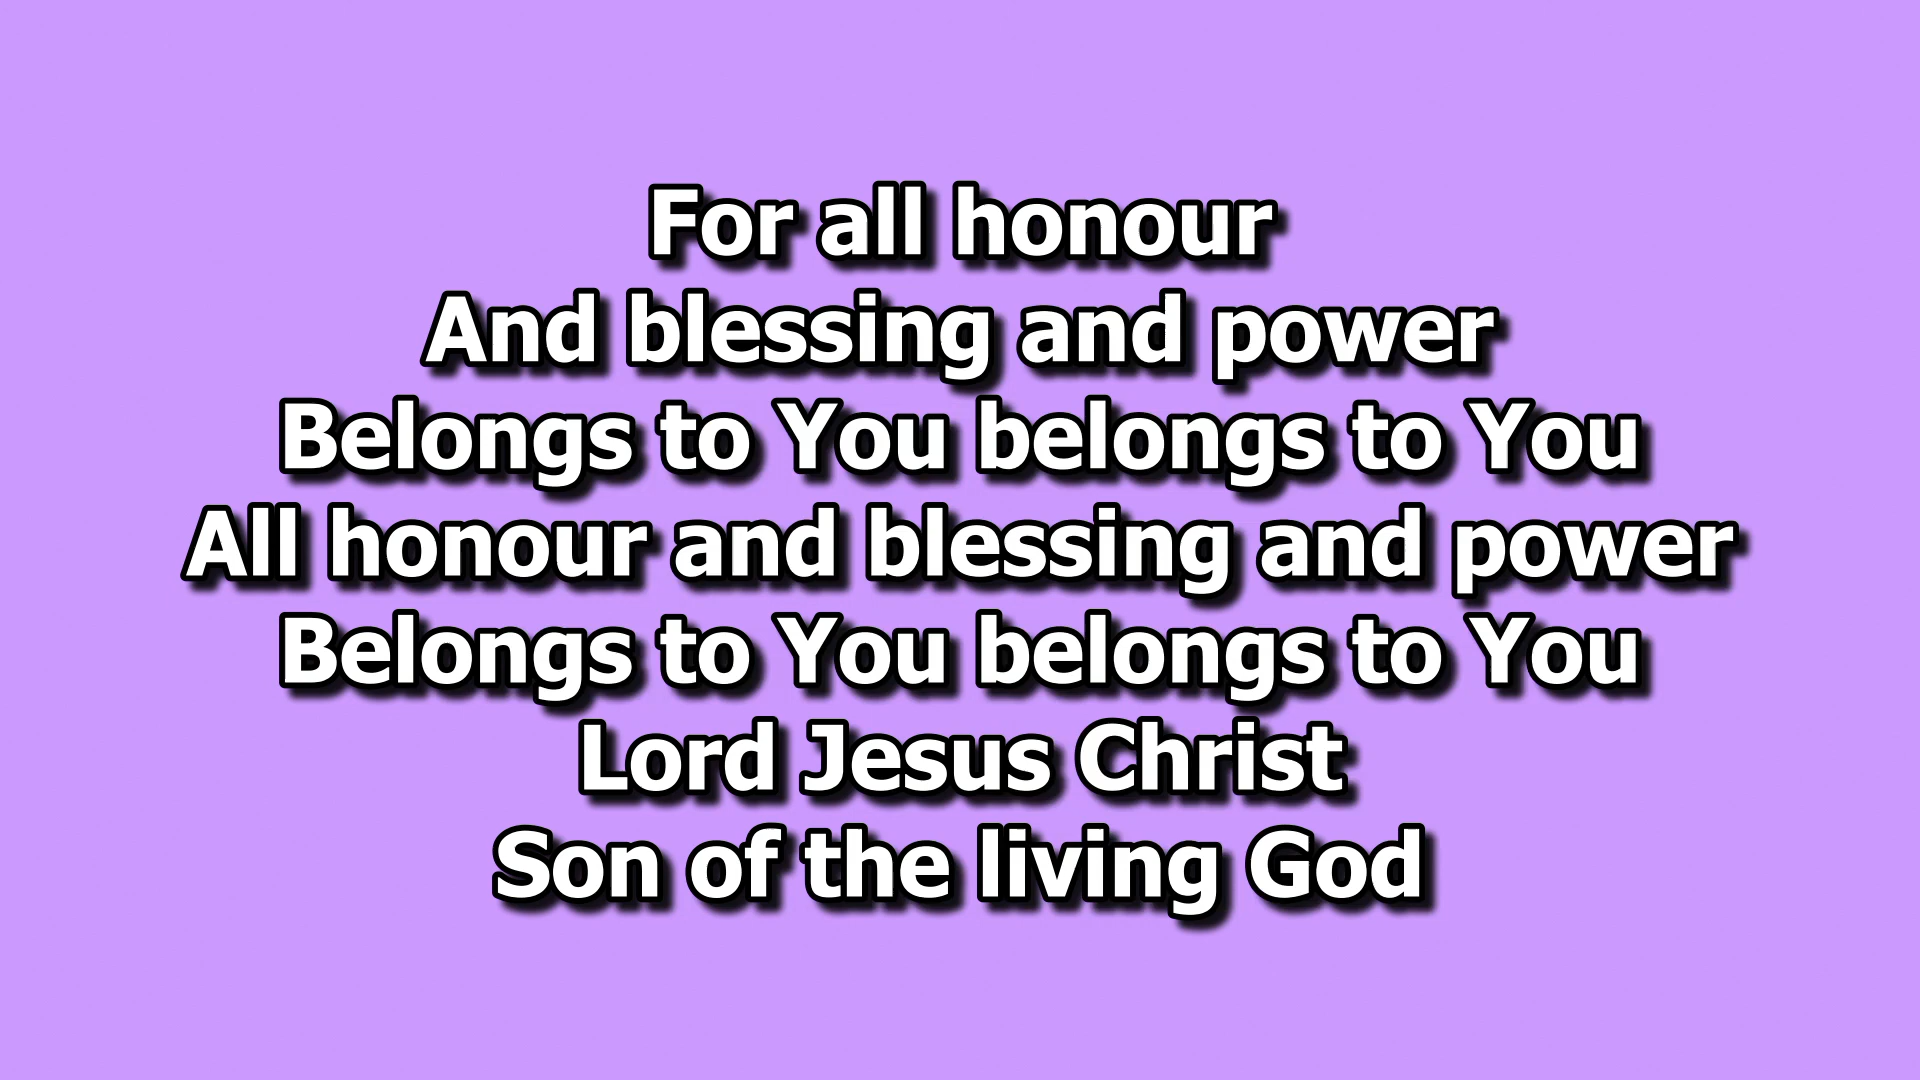 For all honour
And blessing and power
Belongs to You belongs to You
All honour and blessing and power
Belongs to You belongs to You
Lord Jesus Christ
Son of the living God